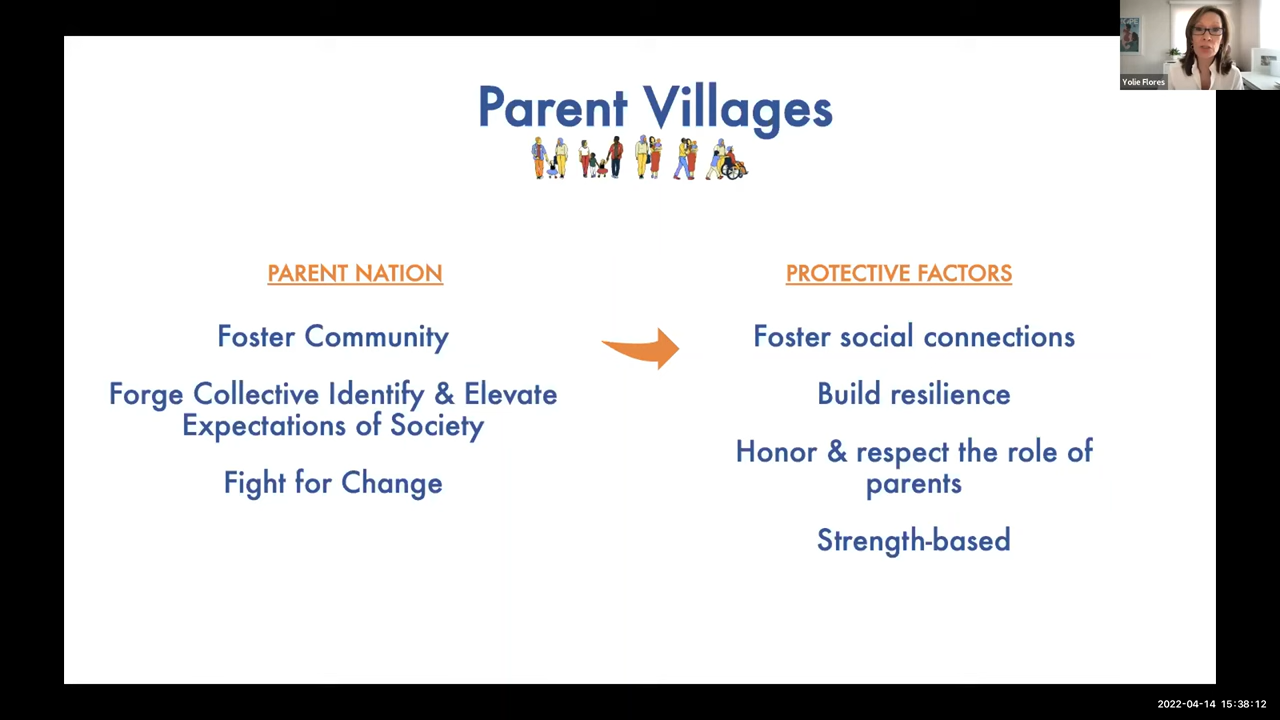 Parent Villages
PARENT NATION
Foster Community
Forge Collective Identify & Elevate
Expectations of Society
Fight for Change
PROTECTIVE FACTORS
Foster social connections
Build resilience
Honor & respect the role of
parents
Strength-based
HOPE
Yolie Flores
2022-04-14 15:38:12